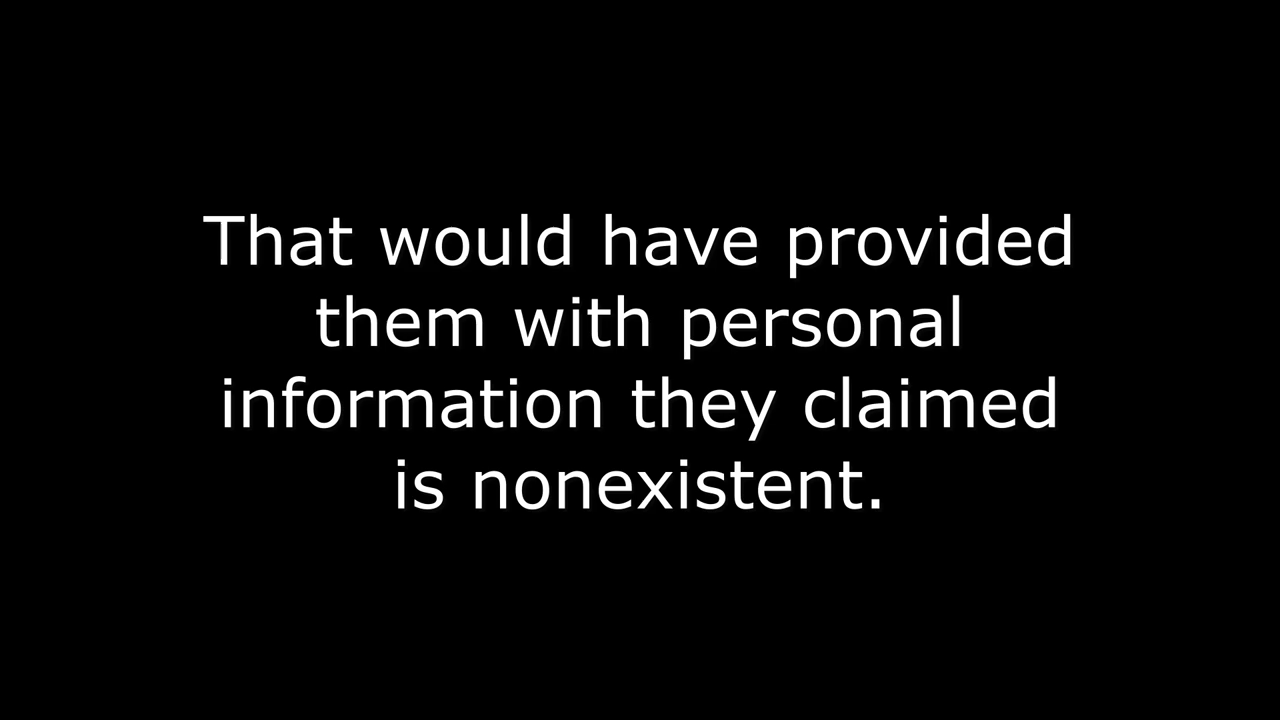 That would have provided
them with personal
information they claimed
is nonexistent.